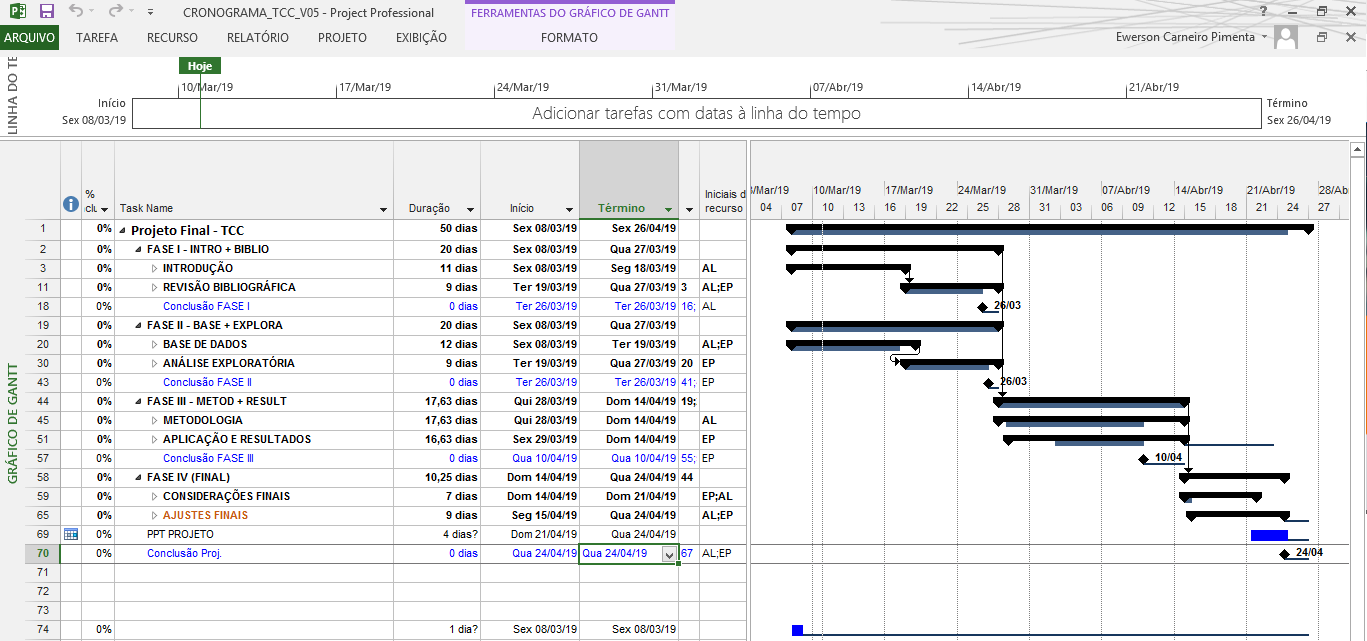 CRONOGRAMA_TCC_V05 - Project Professional
FERRAMENTAS DO GRÁFICO DE GANTT
ARQUIVO TAREFA RECURSO RELATÓRIO PROJETO EXIBIÇÃO FORMATO Ewerson Carneiro Pimenta
LINHA DO TE
Hoje
10/Mar/19 17/Mar/19 24/Mar/19 31/Mar/19 07/Abr/19 14/Abr/19 21/Abr/19
Início
Sex 08/03/19
Adicionar tarefas com datas à linha do tempo
Término
Sex 26/04/19
GRÁFICO DE GANTT
% :clu Task Name Duração Início Término Iniciais d recurso
/Mar/19 10/Mar/19 17/Mar/19 24/Mar/19 31/Mar/19 07/Abr/19 14/Abr/19 21/Abr/19 28/Ab
04 07 10 13 16 19 22 25 28 31 03 06 09 12 15 18 21 24 27
1 0% Projeto Final - TCC 50 dias Sex 08/03/19 Sex 26/04/19
2 0% FASE I - INTRO + BIBLIO 20 dias Sex 08/03/19 Qua 27/03/19
3 0% INTRODUÇÃO 11 dias Sex 08/03/19 Seg 18/03/19 AL
11 0% REVISÃO BIBLIOGRÁFICA 9 dias Ter 19/03/19 Qua 27/03/19 3 AL;EP
18 0% Conclusão FASE I 0 dias Ter 26/03/19 Ter 26/03/19 16; AL 26/03
19 0% FASE II - BASE + EXPLORA 20 dias Sex 08/03/19 Qua 27/03/19
20 0% BASE DE DADOS 12 dias Sex 08/03/19 Ter 19/03/19 AL;EP
30 0% ANÁLISE EXPLORATÓRIA 9 dias Ter 19/03/19 Qua 27/03/19 20 EP
43 0% Conclusão FASE II 0 dias Ter 26/03/19 Ter 26/03/19 41; EP 26/03
44 0% FASE III - METOD + RESULT 17,63 dias Qui 28/03/19 Dom 14/04/19 19;
45 0% METODOLOGIA 17,63 dias Qui 28/03/19 Dom 14/04/19 AL
51 0% APLICAÇÃO E RESULTADOS 16,63 dias Sex 29/03/19 Dom 14/04/19 EP
57 0% Conclusão FASE III 0 dias Qua 10/04/19 Qua 10/04/19 55; EP 10/04
58 0% FASE IV (FINAL) 10,25 dias Dom 14/04/19 Qua 24/04/19 44
59 0% CONSIDERAÇÕES FINAIS 7 dias Dom 14/04/19 Dom 21/04/19 EP;AL
65 0% AJUSTES FINAIS 9 dias Seg 15/04/19 Qua 24/04/19 AL;EP
69 0% PPT PROJETO 4 dias? Dom 21/04/19 Qua 24/04/19
70 0% Conclusão Proj. 0 dias Qua 24/04/19 Qua 24/04/19 67 AL;EP 24/04
71
72
73
74 0% 1 dia? Sex 08/03/19 Sex 08/03/19